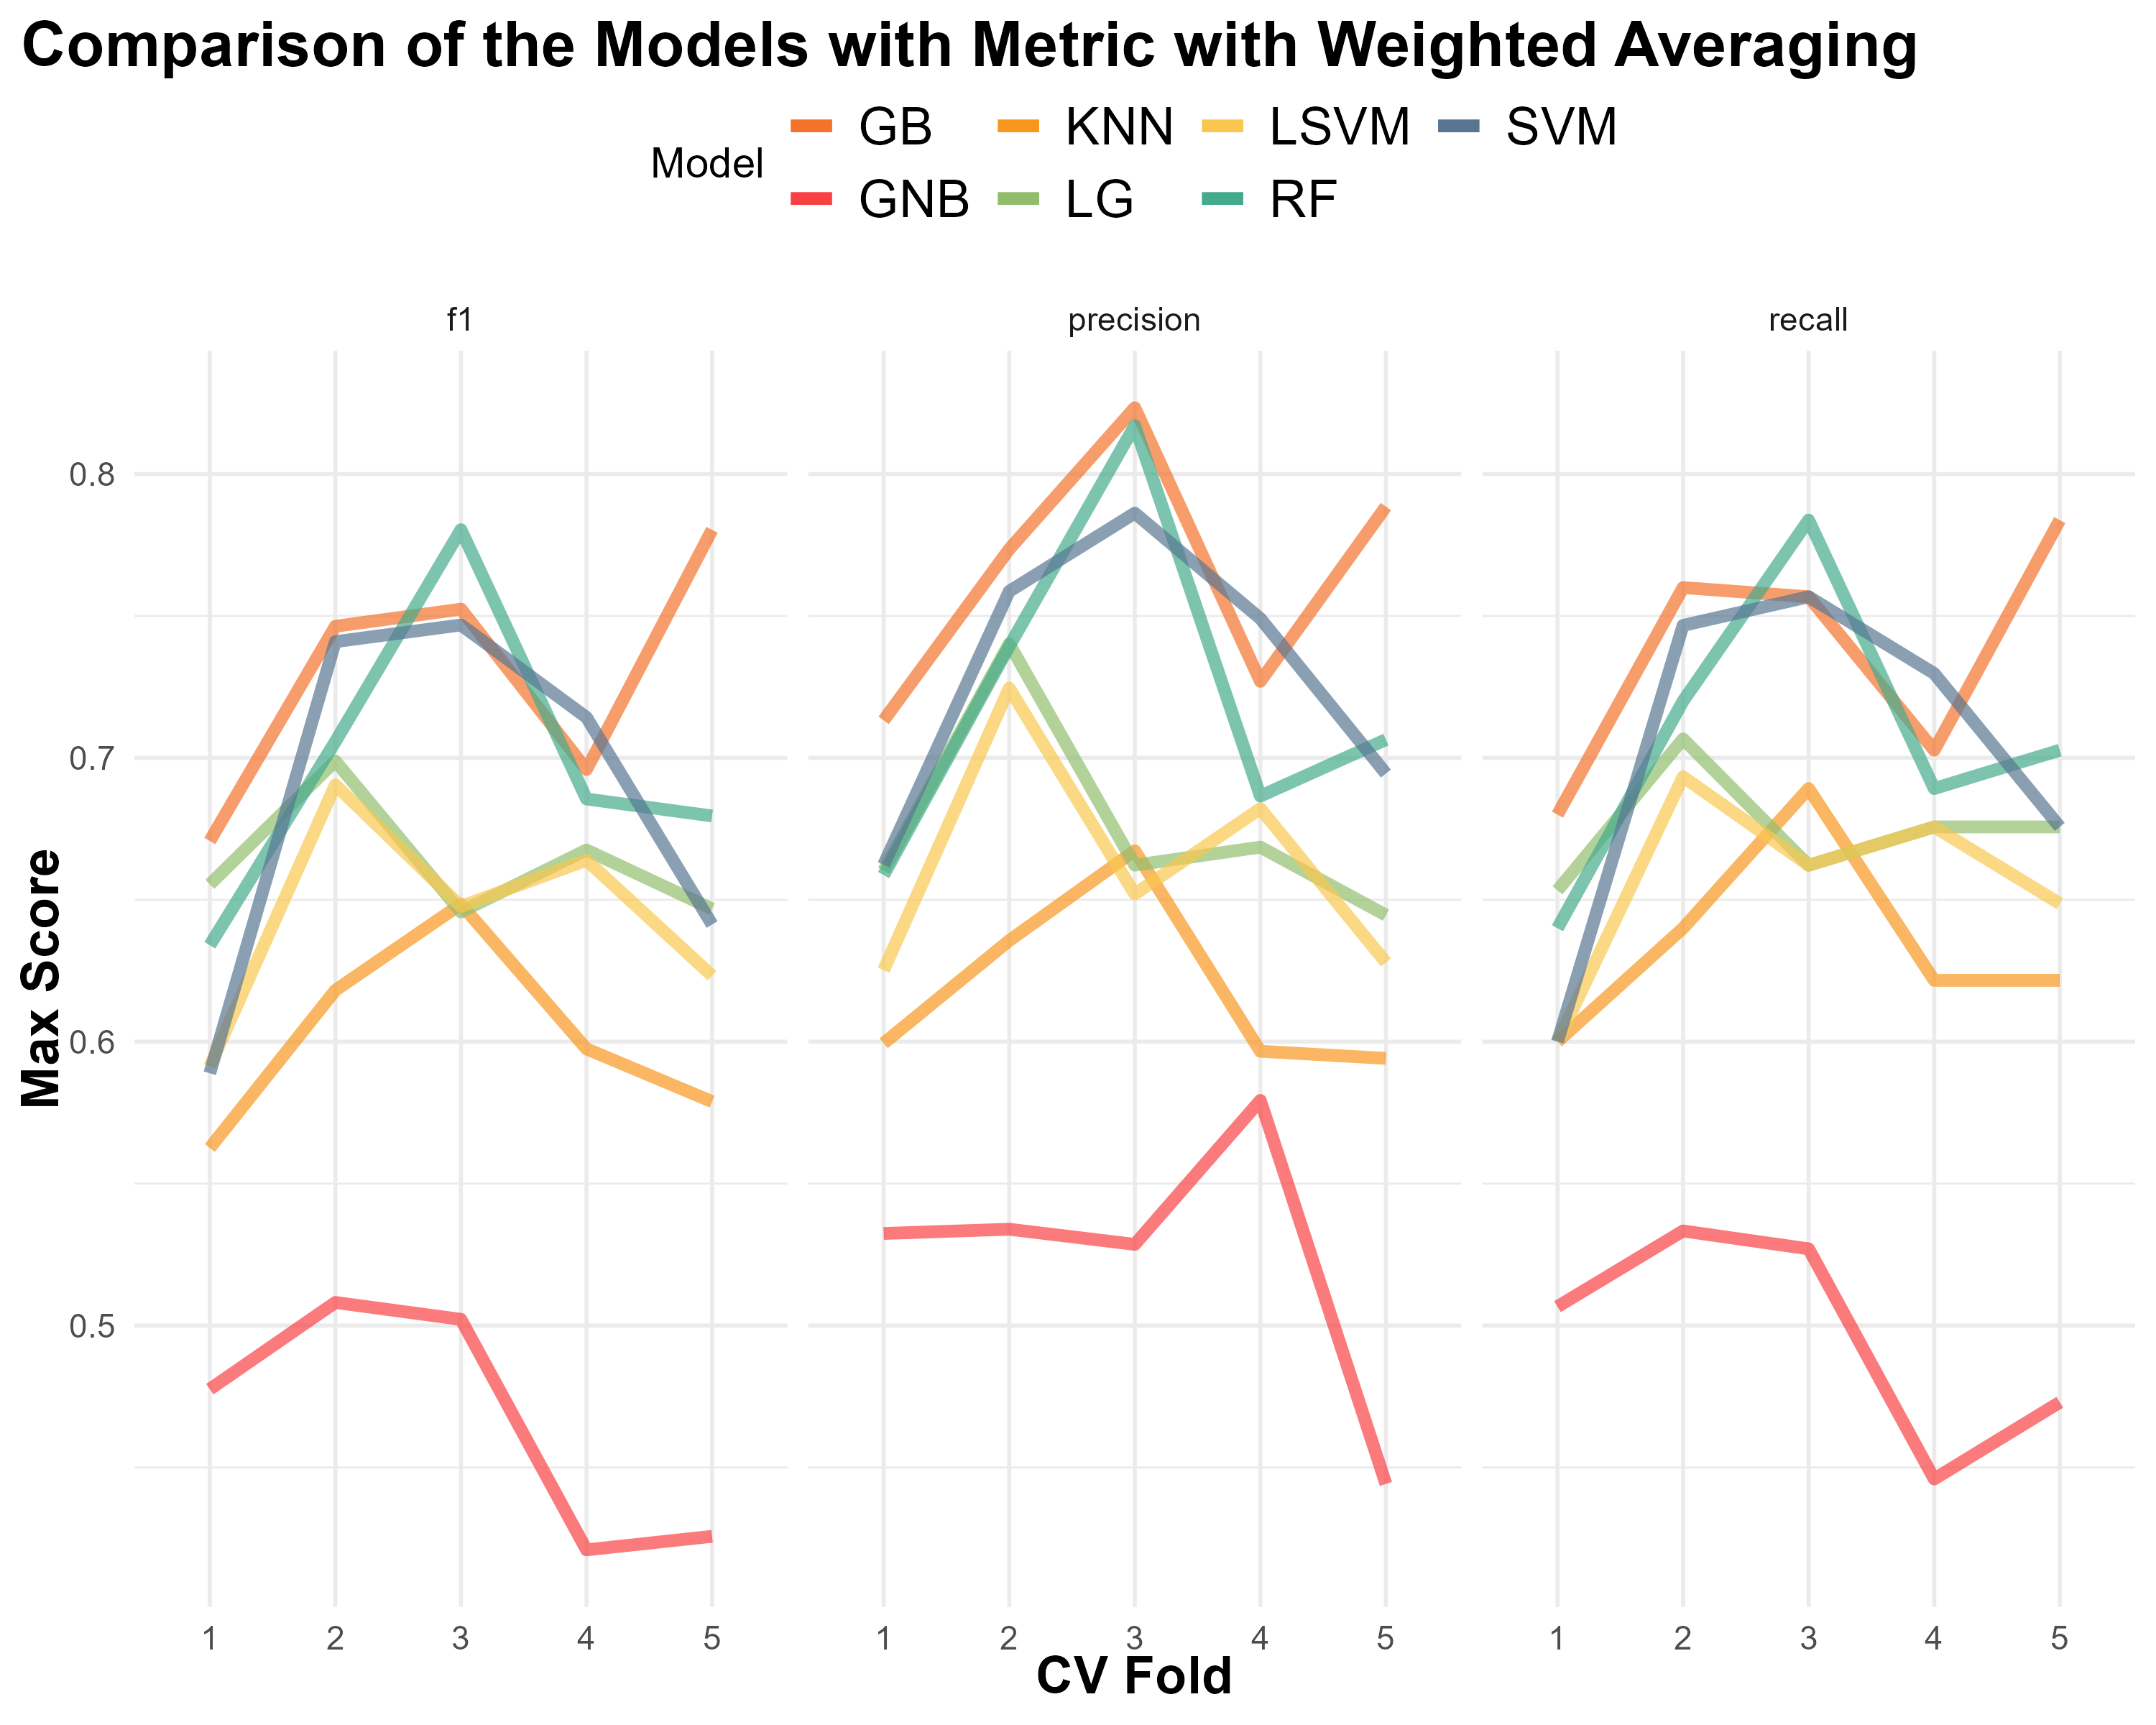 Comparison of the Models with Metric with Weighted Averaging
Model
GB KNN LSVM SVM
GNB LG RF
f1 precision recall
Max Score
0.8
0.7
0.6
0.5
1 2 3 4 5 1 2 3 4 5 1 2 3 4 5
CV Fold